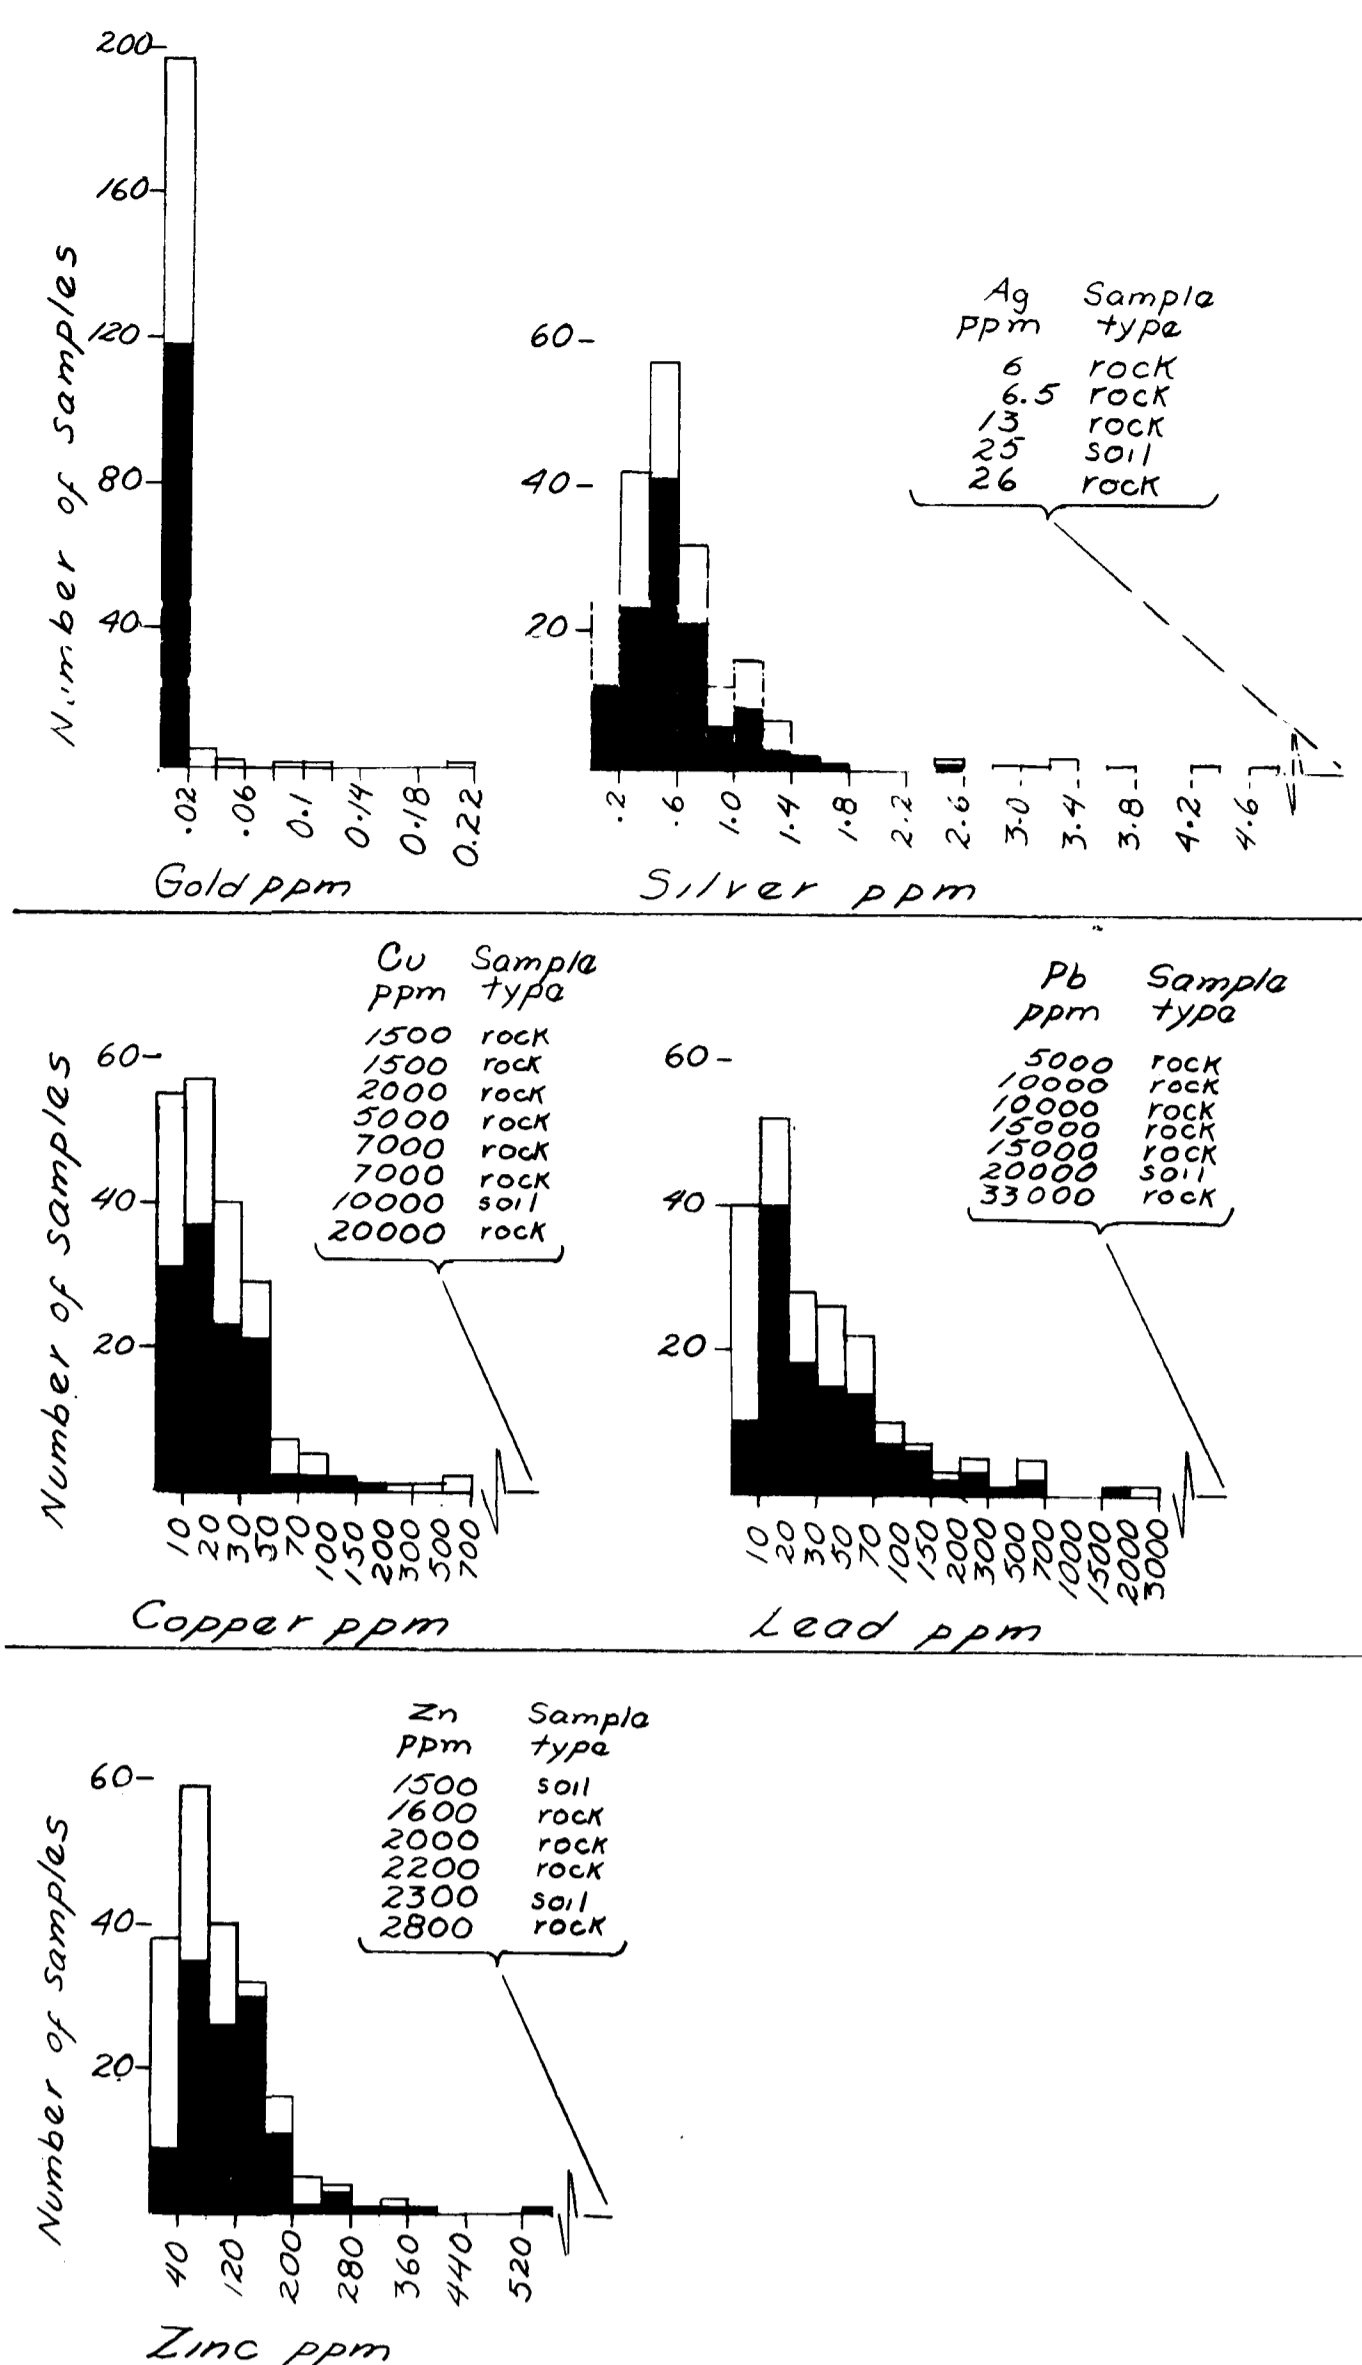 200
160
120
80
40
Number of samples
.02
.06
0.1
0.14
0.18
0.22
Gold ppm
60
40
20
Ag Sample
ppm type
6 rock
6.5 rock
13 rock
25 soil
26 rock
.2
.6
1.0
1.4
1.8
2.2
2.6
3.0
3.4
3.8
4.2
4.6
Silver ppm
Cu Sample
ppm type
1500 rock
1500 rock
2000 rock
5000 rock
7000 rock
7000 rock
10000 soil
20000 rock
60
40
20
Number of samples
10
20
30
50
70
100
150
200
300
500
700
Copper ppm
Pb Sample
ppm type
5000 rock
10000 rock
10000 rock
15000 rock
15000 rock
20000 soil
33000 rock
60
40
20
10
20
30
50
70
100
150
200
300
500
700
1000
1500
2000
3000
Lead ppm
Zn Sample
ppm type
1500 soil
1600 rock
2000 rock
2200 rock
2300 soil
2800 rock
60
40
20
Number of samples
40
120
200
280
360
440
520
Zinc ppm